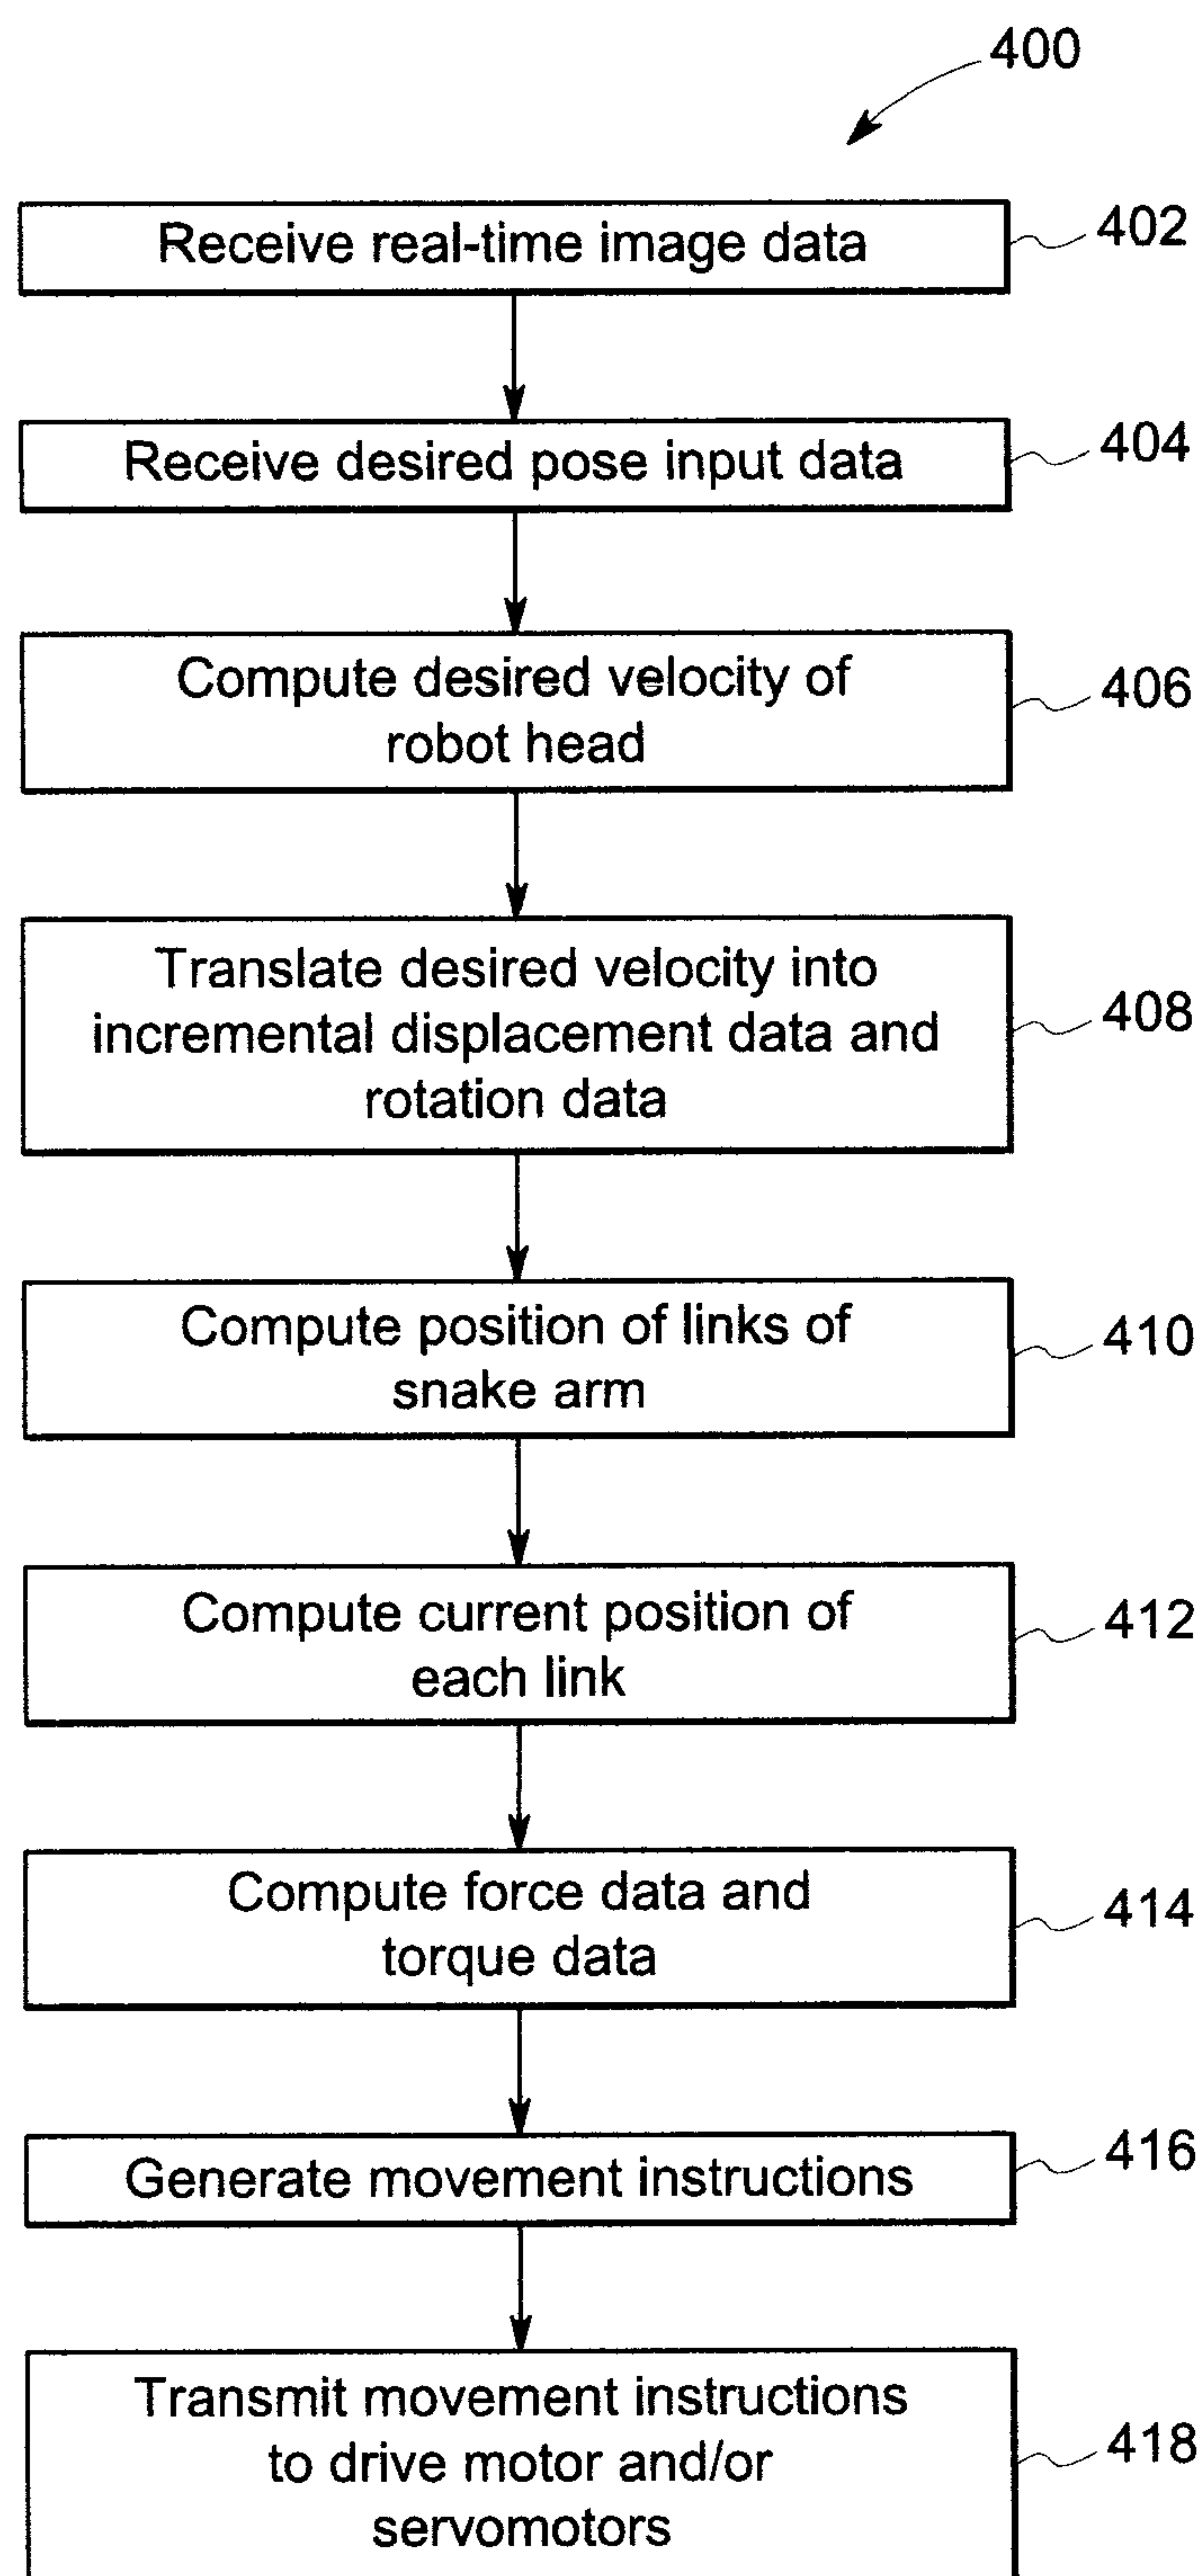 400
Receive real-time image data
402
Receive desired pose input data
404
Compute desired velocity of
robot head
406
Translate desired velocity into
incremental displacement data and
rotation data
408
Compute position of links of
snake arm
410
Compute current position of
each link
412
Compute force data and
torque data
414
Generate movement instructions
416
Transmit movement instructions
to drive motor and/or
servomotors
418